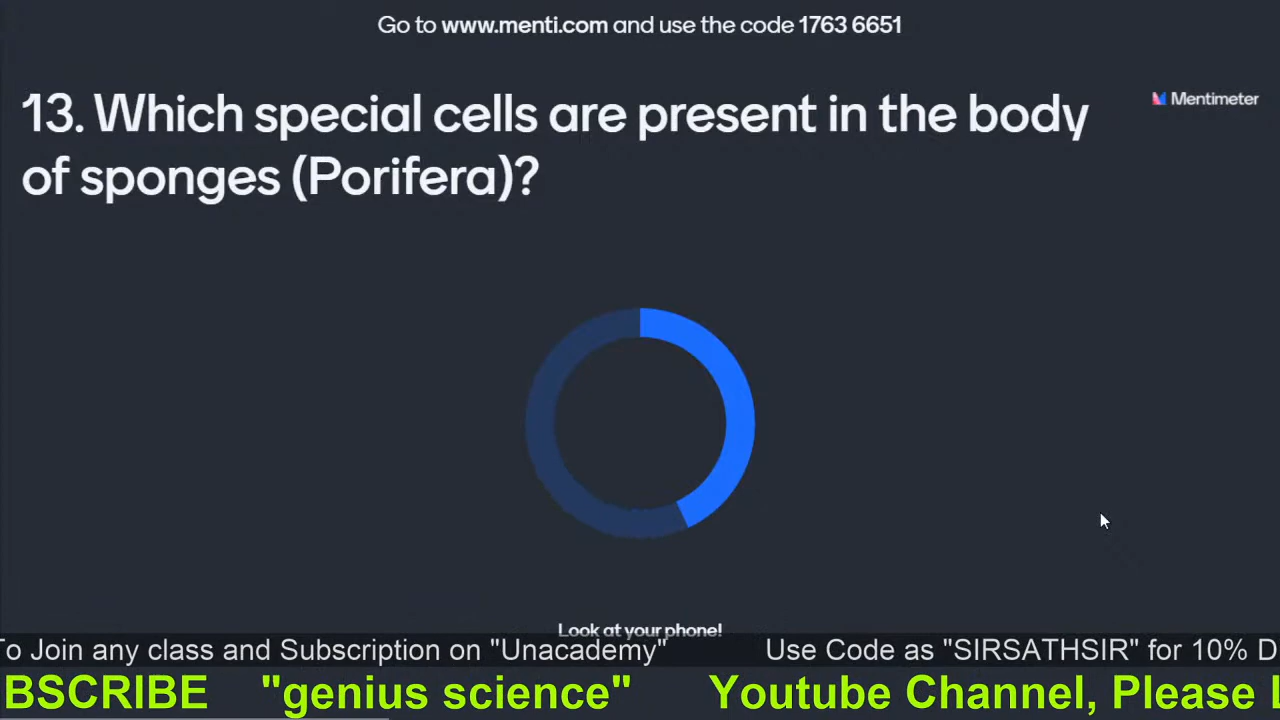 Go to www.menti.com and use the code 1763 6651
13. Which special cells are present in the body
of sponges (Porifera)?
Mentimeter
Look at your phone!
To Join any class and Subscription on "Unacademy" Use Code as "SIRSATHSIR" for 10% D
BSCRIBE "genius science" Youtube Channel, Please